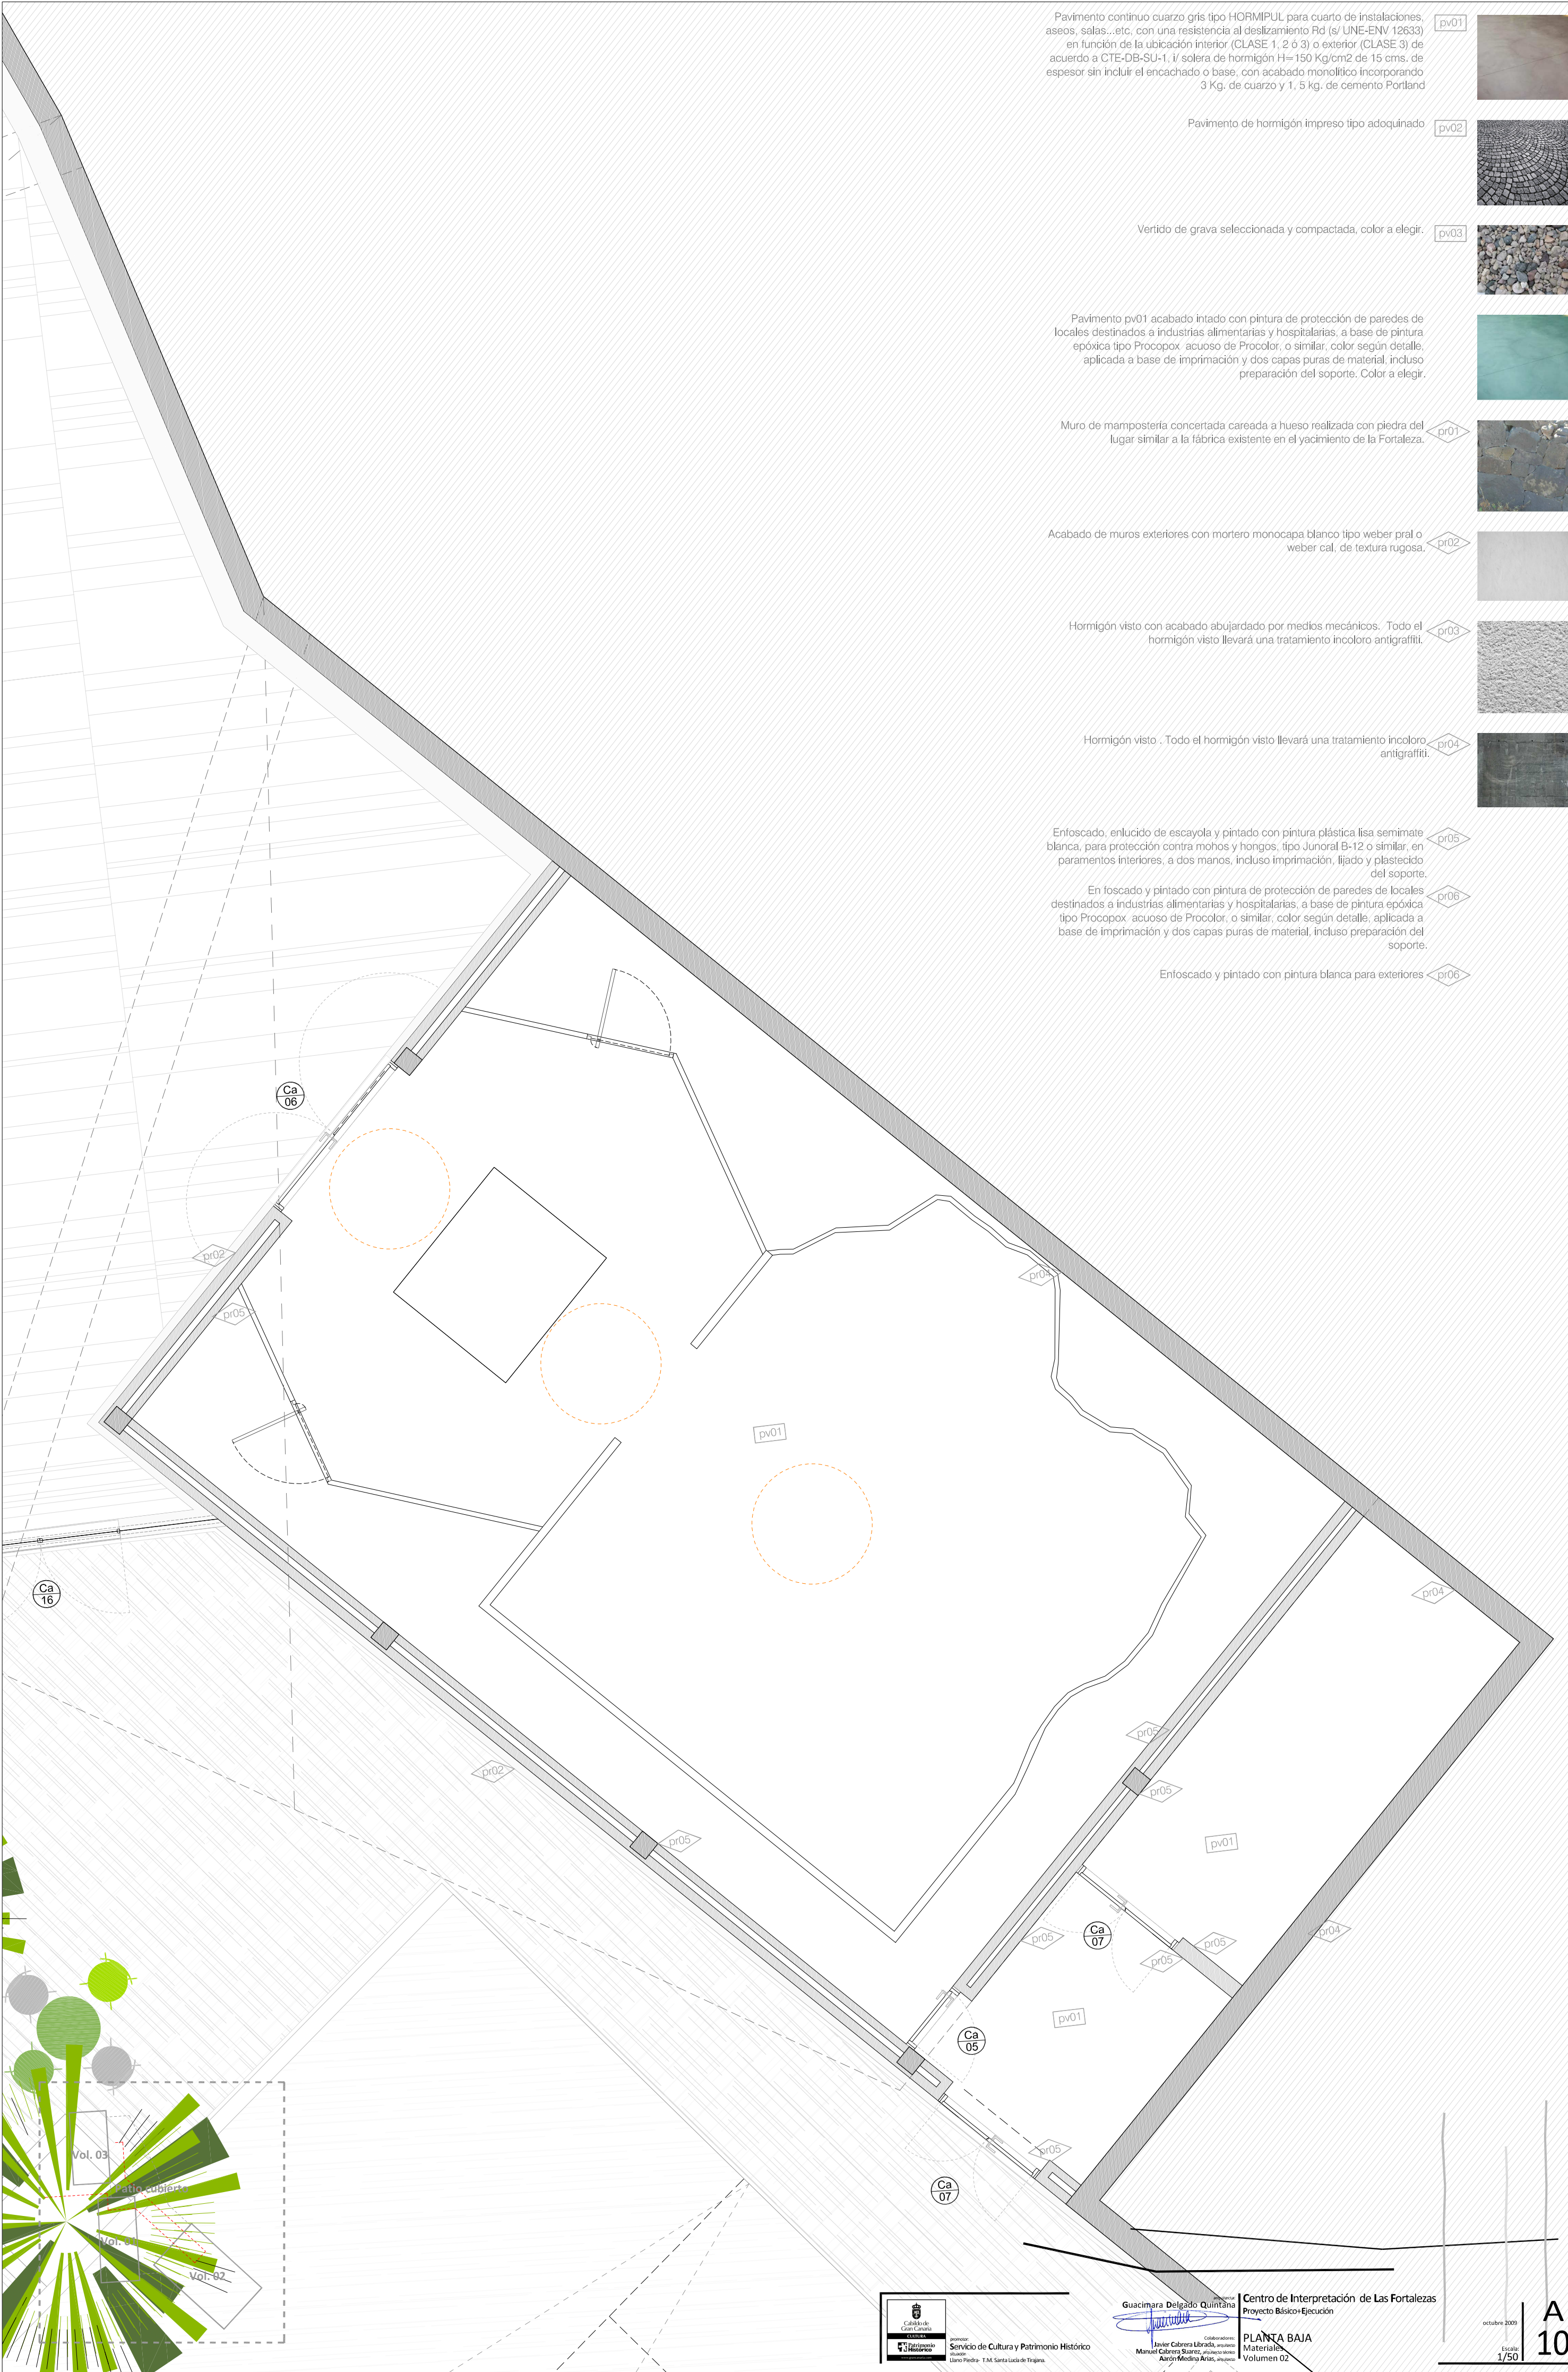 Pavimento continuo cuarzo gris tipo HORMIPUL para cuarto de instalaciones,
aseos, salas...etc, con una resistencia al deslizamiento Rd (s/ UNE-ENV 12633)
en función de la ubicación interior (CLASE 1, 2 ó 3) o exterior (CLASE 3) de
acuerdo a CTE-DB-SU-1, i/ solera de hormigón H=150 Kg/cm2 de 15 cms. de
espesor sin incluir el encachado o base, con acabado monolítico incorporando
3 Kg. de cuarzo y 1, 5 kg. de cemento Portland
pv01
Pavimento de hormigón impreso tipo adoquinado
pv02
Vertido de grava seleccionada y compactada, color a elegir.
pv03
Pavimento pv01 acabado intado con pintura de protección de paredes de
locales destinados a industrias alimentarias y hospitalarias, a base de pintura
epóxica tipo Procopox acuoso de Procolor, o similar, color según detalle,
aplicada a base de imprimación y dos capas puras de material, incluso
preparación del soporte. Color a elegir.
Muro de mampostería concertada careada a hueso realizada con piedra del
lugar similar a la fábrica existente en el yacimiento de la Fortaleza.
pr01
Acabado de muros exteriores con mortero monocapa blanco tipo weber pral o
weber cal, de textura rugosa.
pr02
Hormigón visto con acabado abujardado por medios mecánicos. Todo el
hormigón visto llevará una tratamiento incoloro antigraffiti.
pr03
Hormigón visto . Todo el hormigón visto llevará una tratamiento incoloro
antigraffiti.
pr04
Enfoscado, enlucido de escayola y pintado con pintura plástica lisa semimate
blanca, para protección contra mohos y hongos, tipo Junoral B-12 o similar, en
paramentos interiores, a dos manos, incluso imprimación, lijado y plastecido
del soporte.
pr05
En foscado y pintado con pintura de protección de paredes de locales
destinados a industrias alimentarias y hospitalarias, a base de pintura epóxica
tipo Procopox acuoso de Procolor, o similar, color según detalle, aplicada a
base de imprimación y dos capas puras de material, incluso preparación del
soporte.
pr06
Enfoscado y pintado con pintura blanca para exteriores
pr06
Ca
06
pr02
pr04
pr05
pv01
Ca
16
pr04
pr05
pr02
pr05
pr05
pv01
Ca
07
pr05
pr05
pr05
pr04
pv01
Ca
05
pr05
Ca
07
Vol. 03
Patio cubierto
Vol. 02
Cabildo de
Gran Canaria
CULTURA
Patrimonio
Histórico
promotor:
Servicio de Cultura y Patrimonio Histórico
situación
Llano Piedra- T.M. Santa Lucía de Tirajana.
Guacimara Delgado Quintana
Colaboradores:
Javier Cabrera Librada, arquitecto
Manuel Cabrera Suarez, arquitecto técnico
Aarón Medina Arias, arquitecto
Centro de Interpretación de Las Fortalezas
Proyecto Básico+Ejecución
PLANTA BAJA
Materiales
Volumen 02
octubre 2009
Escala:
1/50
A
10